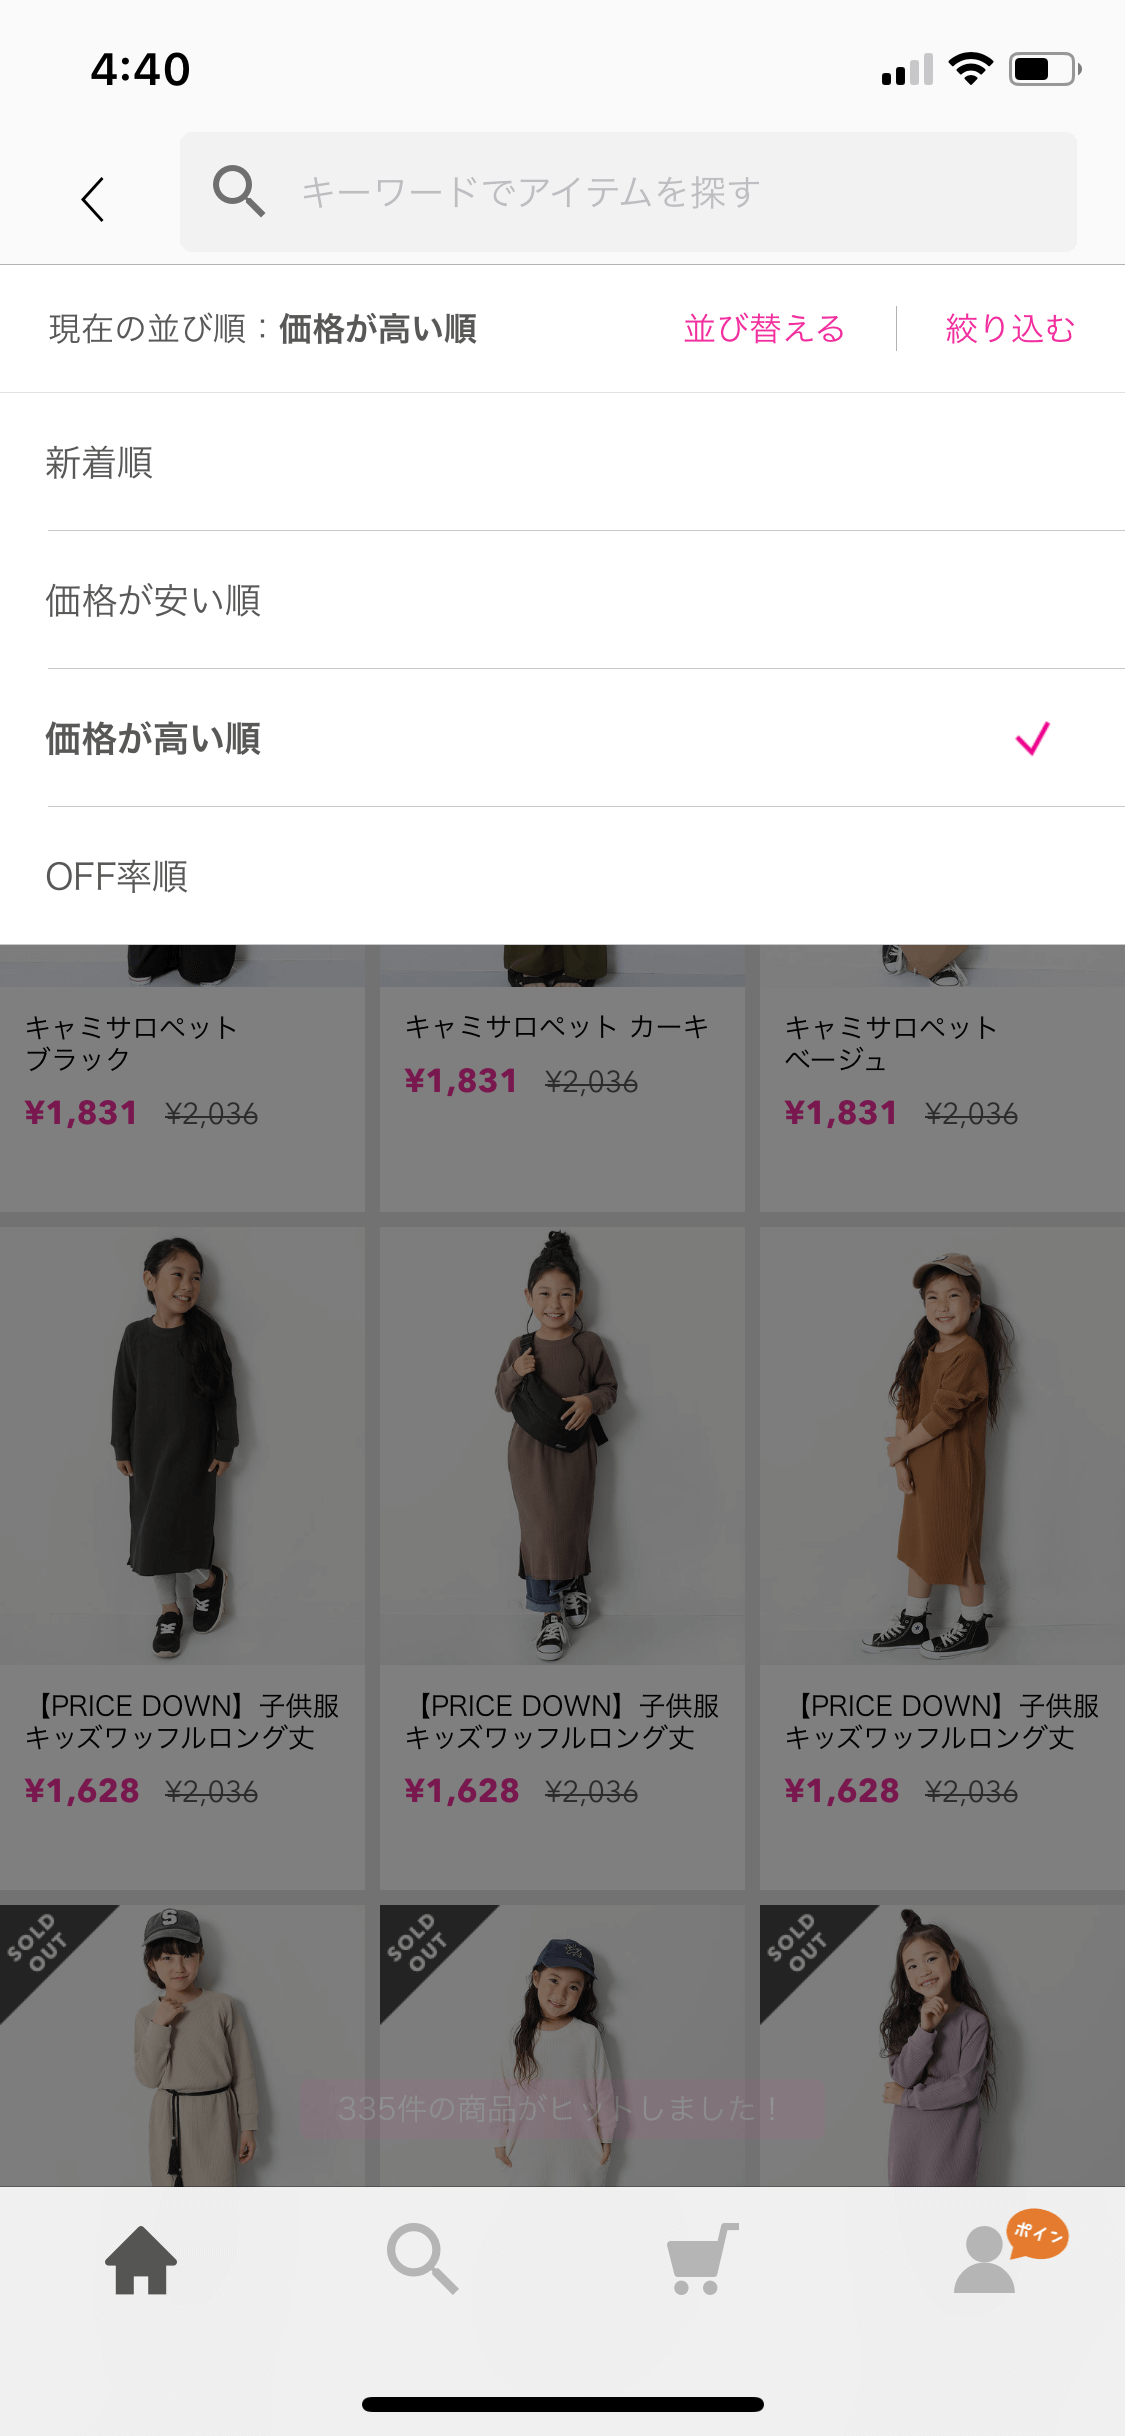 4:40
キーワードでアイテムを探す
現在の並び順：価格が高い順 並び替える 絞り込む
新着順
価格が安い順
価格が高い順
OFF率順
キャミサロペット
ブラック
¥1,831 ¥2,036
キャミサロペット カーキ
¥1,831 ¥2,036
キャミサロペット
ベージュ
¥1,831 ¥2,036
【PRICE DOWN】子供服
キッズワッフルロング丈
¥1,628 ¥2,036
【PRICE DOWN】子供服
キッズワッフルロング丈
¥1,628 ¥2,036
【PRICE DOWN】子供服
キッズワッフルロング丈
¥1,628 ¥2,036
SOLD
OUT
S
SOLD
OUT
SOLD
OUT
335件の商品がヒットしました！
ポイン